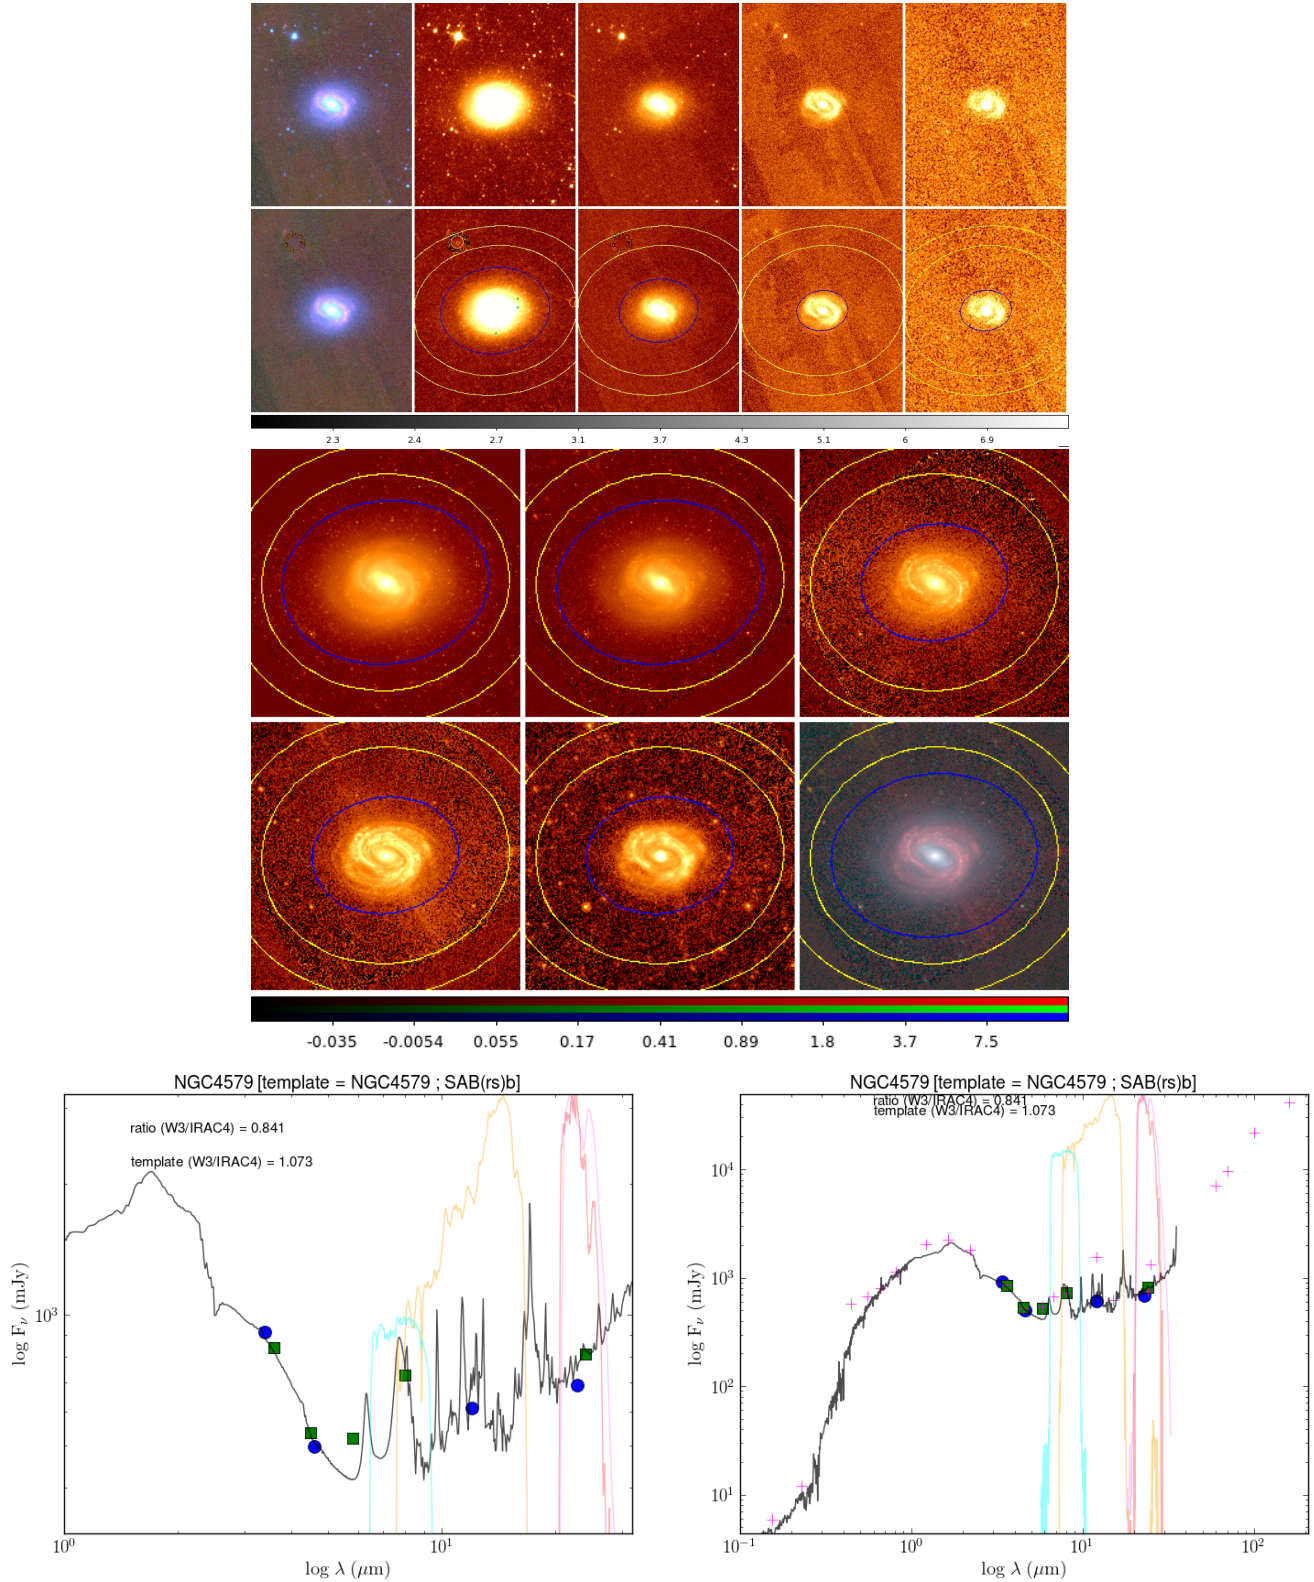 2.3 2.4 2.7 3.1 3.7 4.3 5.1 6 6.9
-0.035 -0.0054 0.055 0.17 0.41 0.89 1.8 3.7 7.5
NGC4579 [template = NGC4579 ; SAB(rs)b]
ratio (W3/IRAC4) = 0.841
template (W3/IRAC4) = 1.073
log F_ν (mJy)
10^3
10^0 10^1
log λ (μm)
NGC4579 [template = NGC4579 ; SAB(rs)b]
ratio (W3/IRAC4) = 0.841
template (W3/IRAC4) = 1.073
log F_ν (mJy)
10^4
10^3
10^2
10^1
10^−1 10^0 10^1 10^2
log λ (μm)